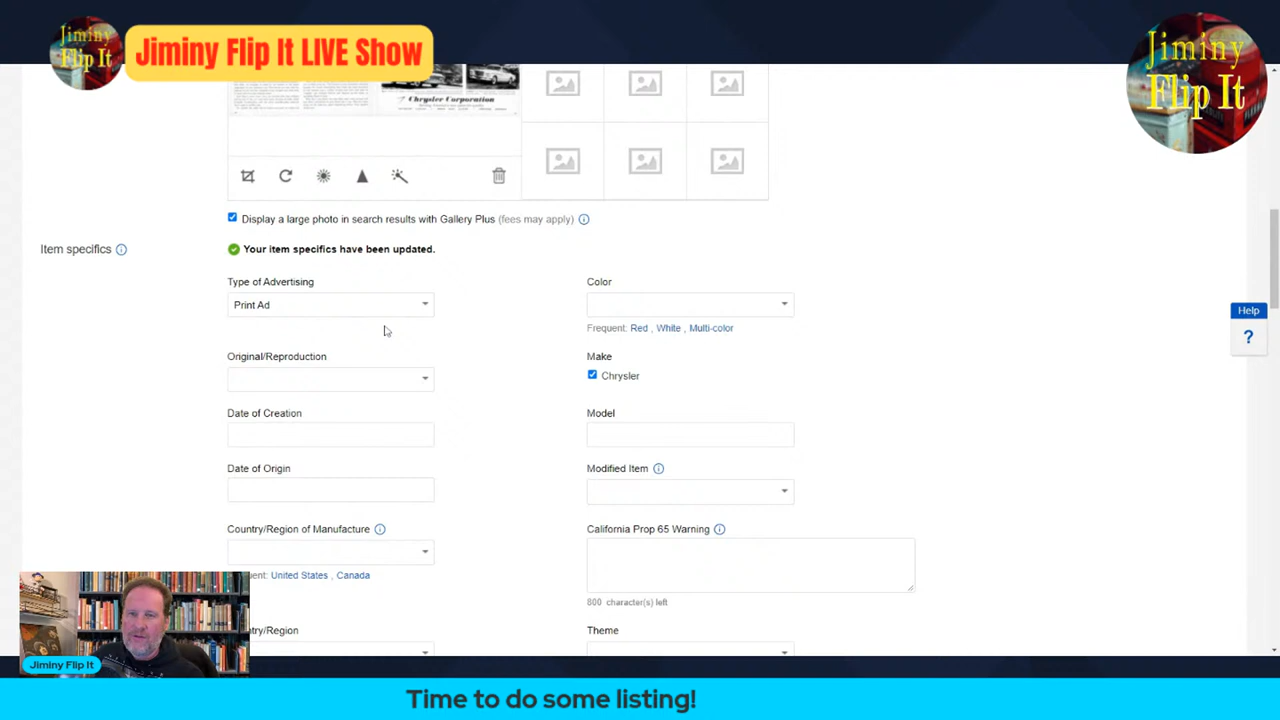 Jiminy
Flip It
Jiminy Flip It LIVE Show
Jiminy
Flip It
Chrysler Corporation
Display a large photo in search results with Gallery Plus (fees may apply)
Item specifics
Your item specifics have been updated.
Type of Advertising
Print Ad
Color
Frequent: Red , White , Multi-color
Help
?
Original/Reproduction
Make
Chrysler
Date of Creation
Model
Date of Origin
Modified Item
Country/Region of Manufacture
California Prop 65 Warning
United States , Canada
800 character(s) left
Theme
Jiminy Flip It
Time to do some listing!